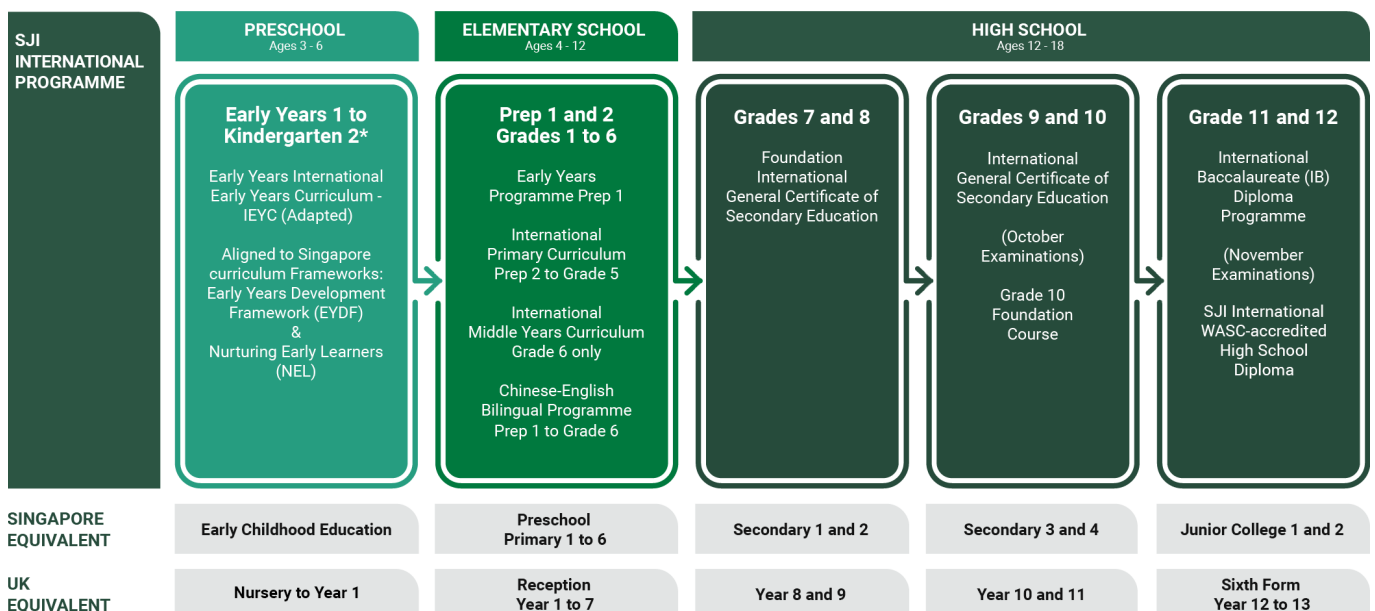 SJI
INTERNATIONAL
PROGRAMME
PRESCHOOL
Ages 3 - 6
ELEMENTARY SCHOOL
Ages 4 - 12
HIGH SCHOOL
Ages 12 - 18
Early Years 1 to
Kindergarten 2*
Early Years International
Early Years Curriculum -
IEYC (Adapted)
Aligned to Singapore
curriculum Frameworks:
Early Years Development
Framework (EYDF)
&
Nurturing Early Learners
(NEL)
Prep 1 and 2
Grades 1 to 6
Early Years
Programme Prep 1
International
Primary Curriculum
Prep 2 to Grade 5
International
Middle Years Curriculum
Grade 6 only
Chinese-English
Bilingual Programme
Prep 1 to Grade 6
Grades 7 and 8
Foundation
International
General Certificate of
Secondary Education
Grades 9 and 10
International
General Certificate of
Secondary Education
(October
Examinations)
Grade 10
Foundation
Course
Grade 11 and 12
International
Baccalaureate (IB)
Diploma
Programme
(November
Examinations)
SJI International
WASC-accredited
High School
Diploma
SINGAPORE
EQUIVALENT
Early Childhood Education
Preschool
Primary 1 to 6
Secondary 1 and 2
Secondary 3 and 4
Junior College 1 and 2
UK
EQUIVALENT
Nursery to Year 1
Reception
Year 1 to 7
Year 8 and 9
Year 10 and 11
Sixth Form
Year 12 to 13